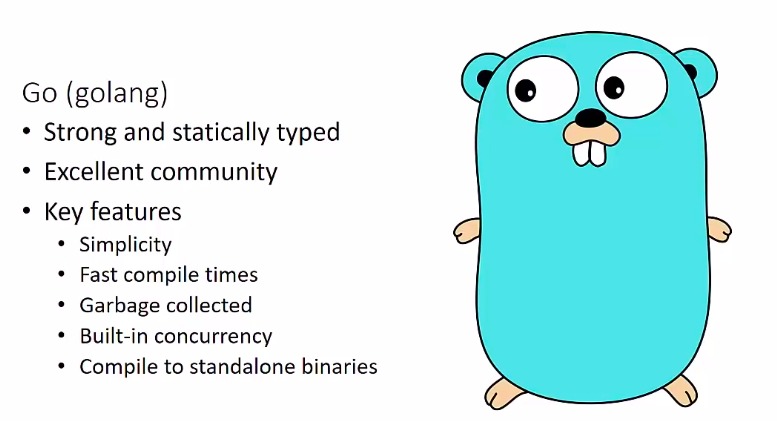 Go (golang)
• Strong and statically typed
• Excellent community
• Key features
• Simplicity
• Fast compile times
• Garbage collected
• Built-in concurrency
• Compile to standalone binaries